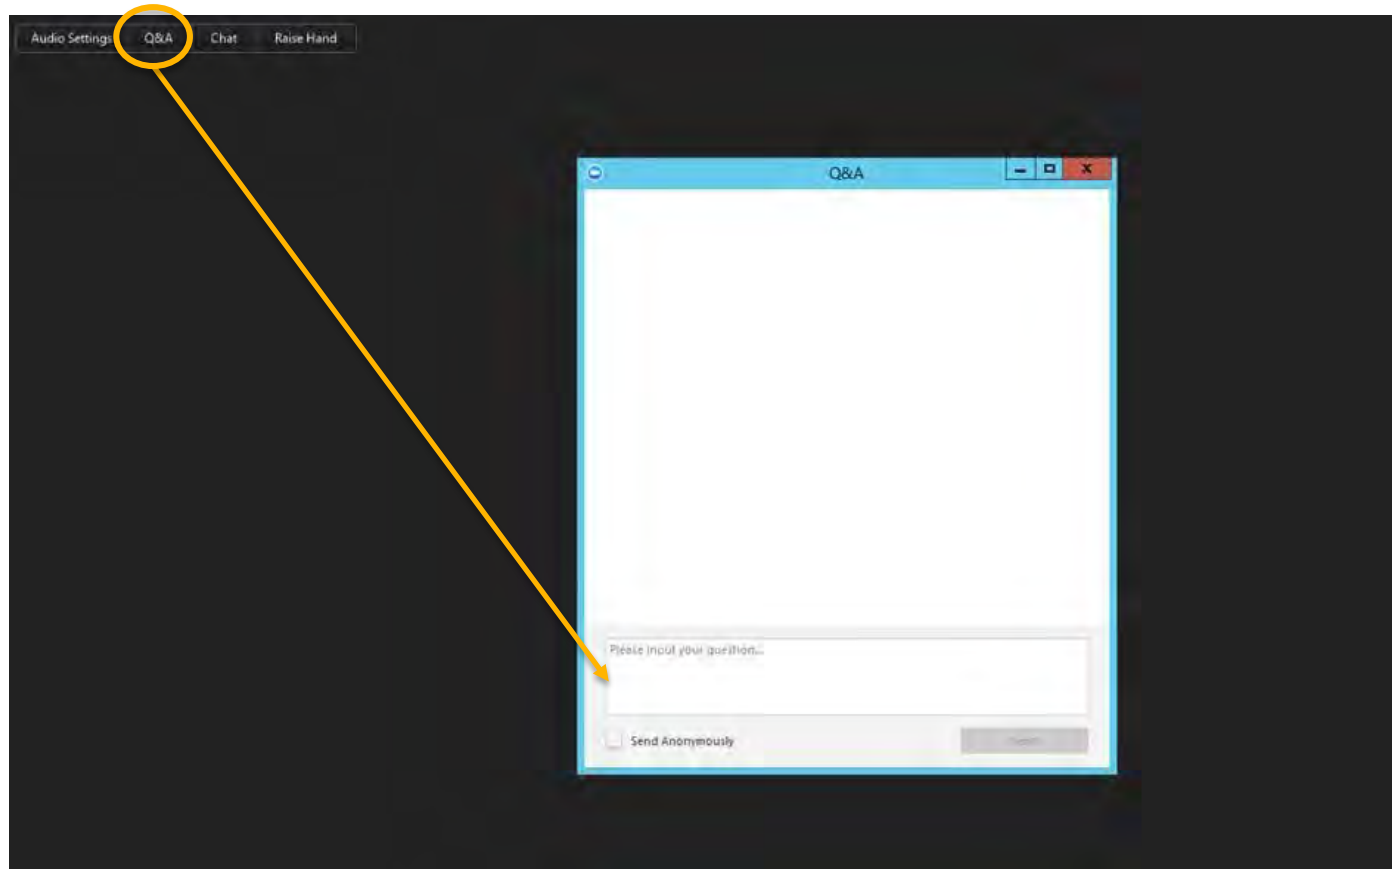 Audio Settings Q&A Chat Raise Hand
Q&A
Please input your question...
Send Anonymously